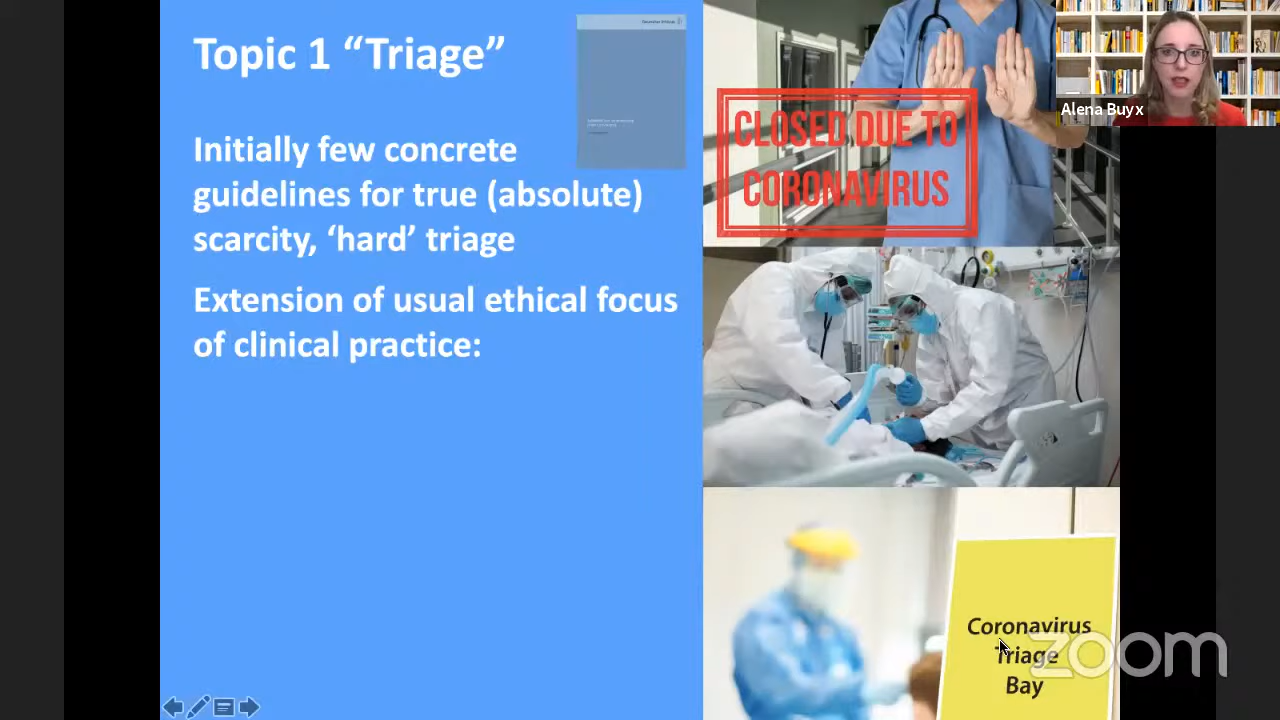 Topic 1 “Triage”
Initially few concrete
guidelines for true (absolute)
scarcity, ‘hard’ triage
Extension of usual ethical focus
of clinical practice:
CLOSED DUE TO
CORONAVIRUS
Alena Buyx
Coronavirus
Triage
Bay
zoom